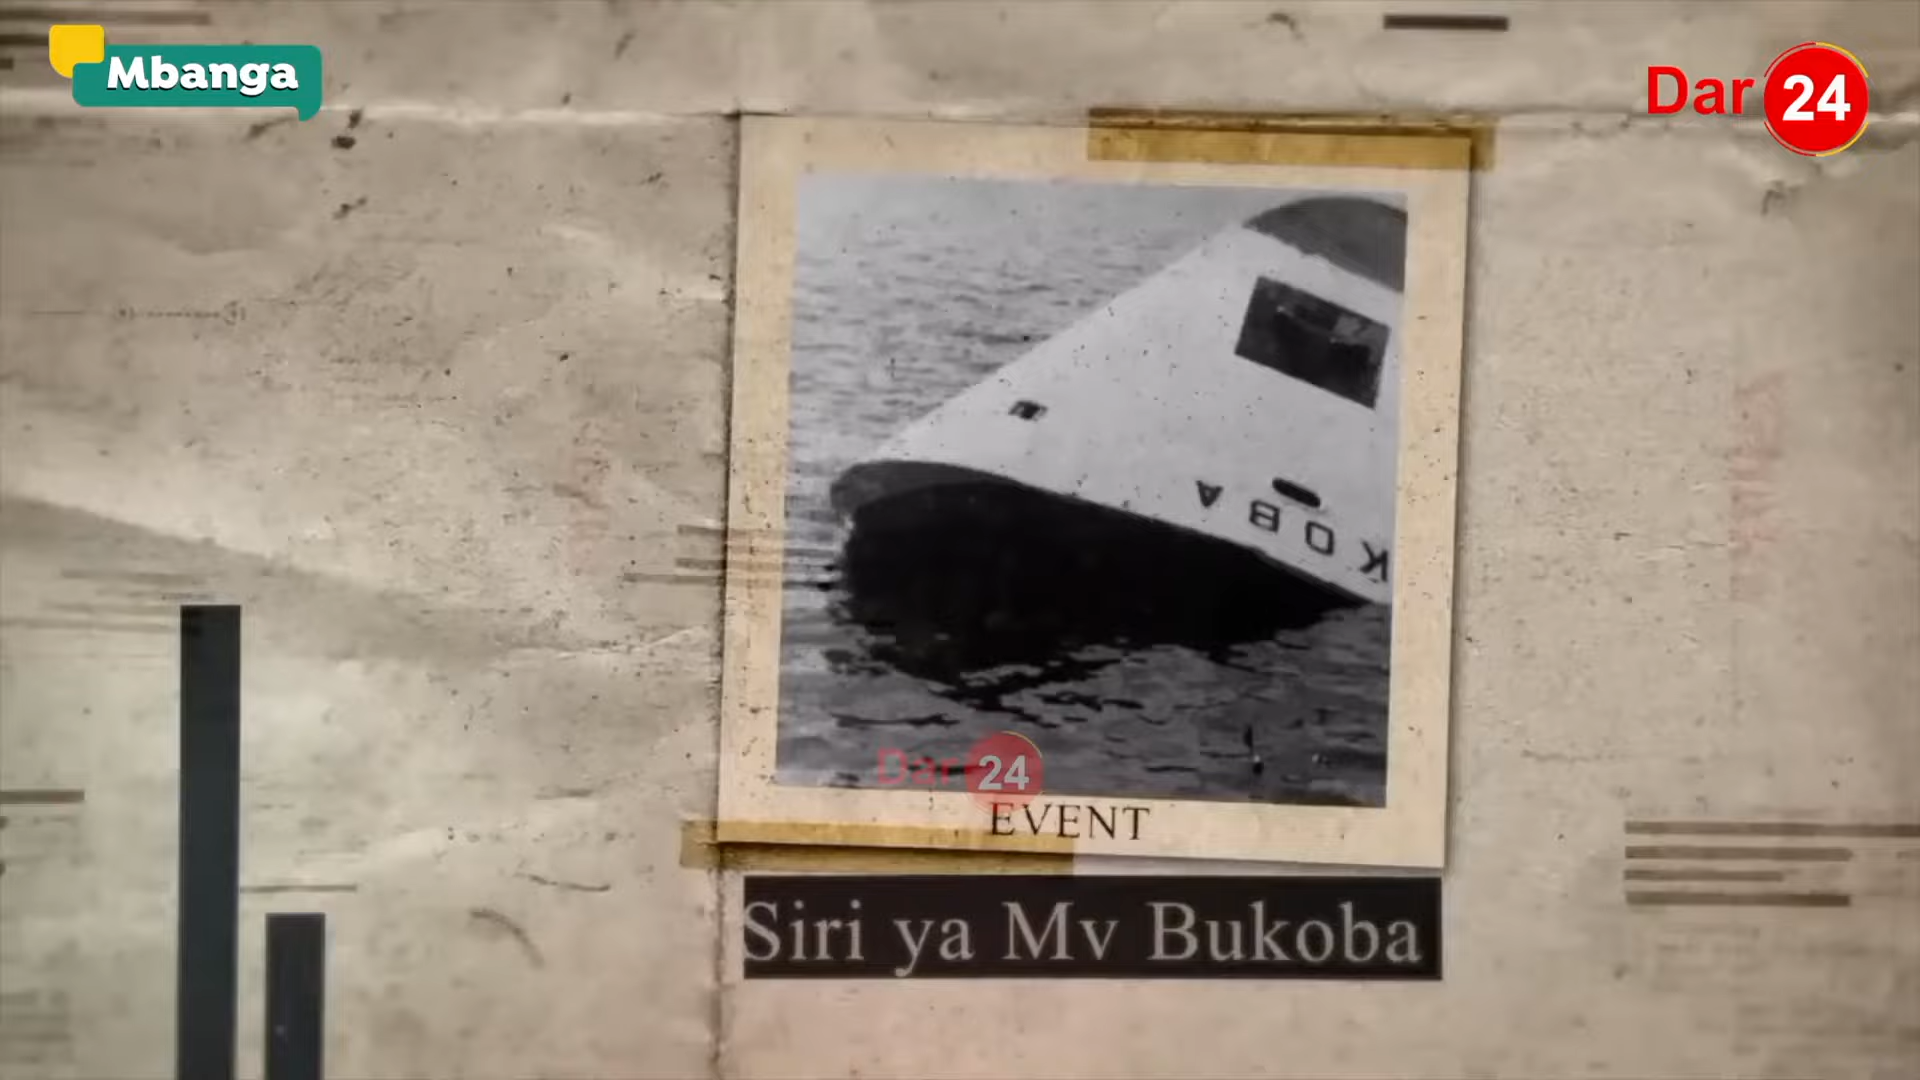 Mbanga
Dar 24
KOBA
Dar 24
EVENT
Siri ya Mv Bukoba